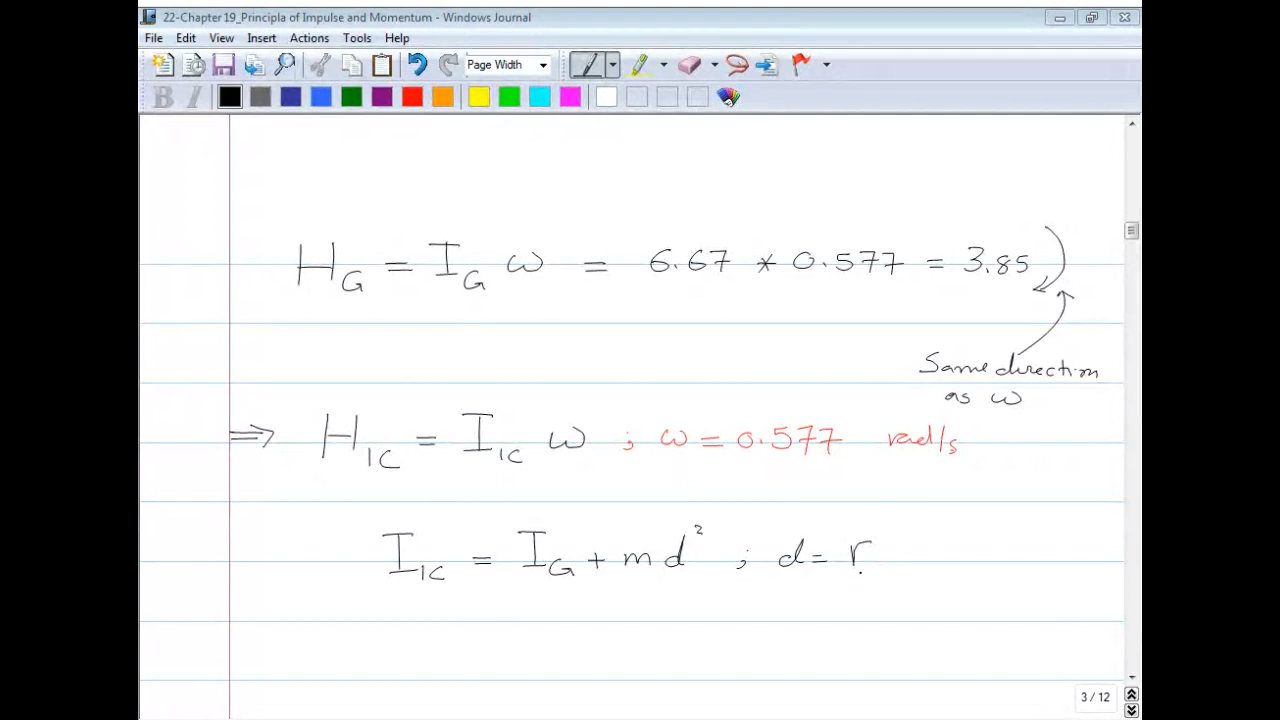 22-Chapter 19_Principla of Impulse and Momentum - Windows Journal
File Edit View Insert Actions Tools Help
Page Width
B I
H_G = I_G ω = 6.67 * 0.577 = 3.85
Same direction
as ω
⇒ H_IC = I_IC ω ; ω = 0.577 rad/s
I_IC = I_G + md² ; d = r
3 / 12